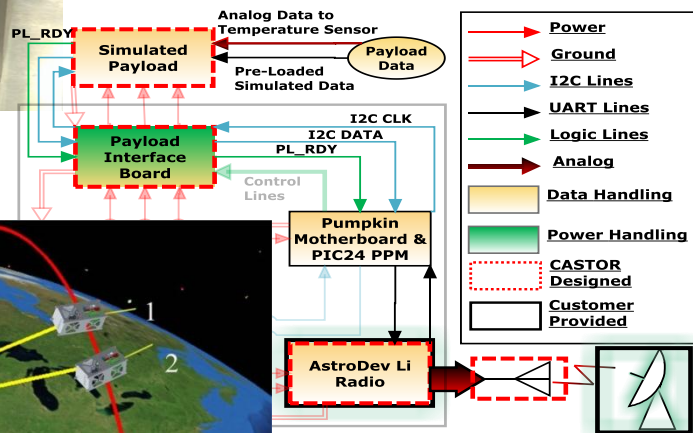 Analog Data to
Temperature Sensor
PL_RDY
Simulated
Payload
Payload
Data
Pre-Loaded
Simulated Data
I2C CLK
I2C DATA
PL_RDY
Payload
Interface
Board
Control
Lines
Pumpkin
Motherboard &
PIC24 PPM
AstroDev Li
Radio
1
2
Power
Ground
I2C Lines
UART Lines
Logic Lines
Analog
Data Handling
Power Handling
CASTOR
Designed
Customer
Provided